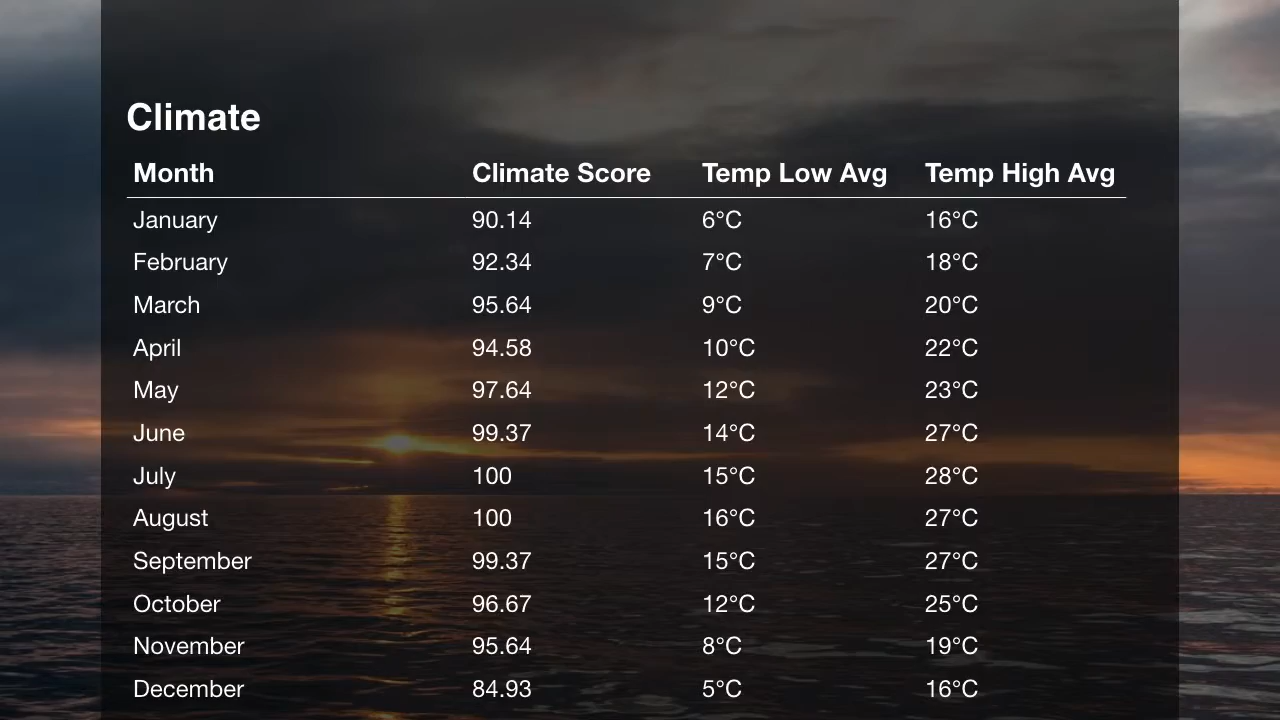 Climate
Month Climate Score Temp Low Avg Temp High Avg
January 90.14 6°C 16°C
February 92.34 7°C 18°C
March 95.64 9°C 20°C
April 94.58 10°C 22°C
May 97.64 12°C 23°C
June 99.37 14°C 27°C
July 100 15°C 28°C
August 100 16°C 27°C
September 99.37 15°C 27°C
October 96.67 12°C 25°C
November 95.64 8°C 19°C
December 84.93 5°C 16°C